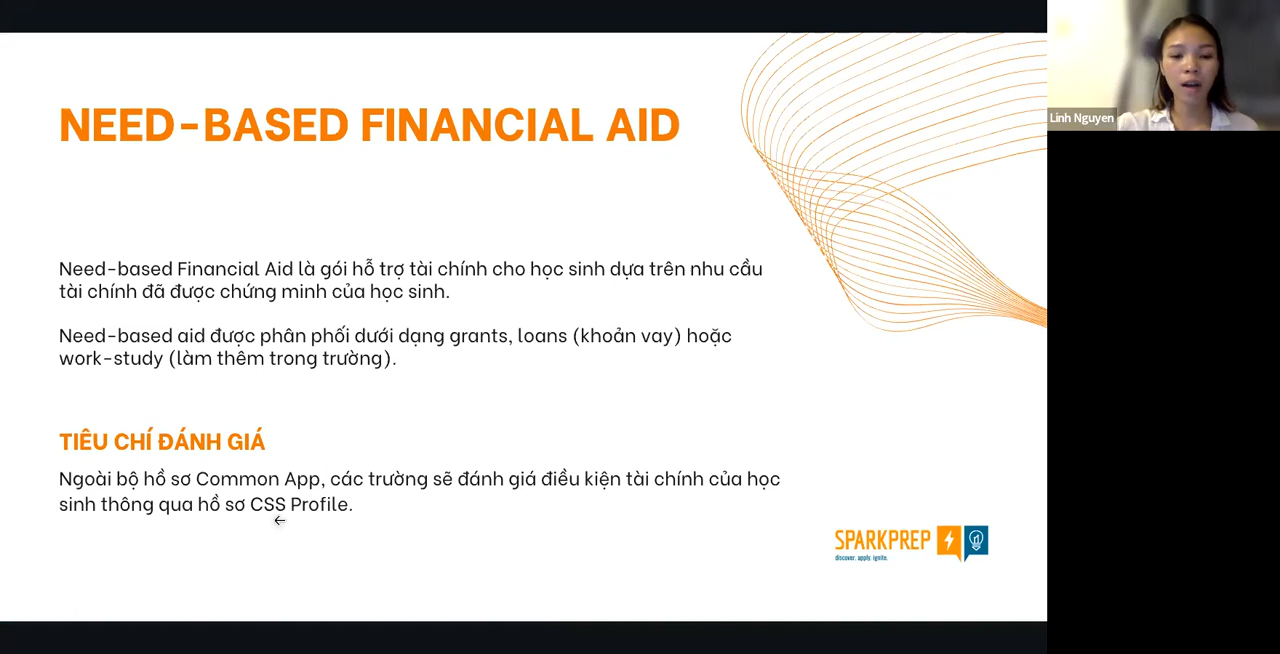 NEED-BASED FINANCIAL AID
Linh Nguyen
Need-based Financial Aid là gói hỗ trợ tài chính cho học sinh dựa trên nhu cầu
tài chính đã được chứng minh của học sinh.
Need-based aid được phân phối dưới dạng grants, loans (khoản vay) hoặc
work-study (làm thêm trong trường).
TIÊU CHÍ ĐÁNH GIÁ
Ngoài bộ hồ sơ Common App, các trường sẽ đánh giá điều kiện tài chính của học
sinh thông qua hồ sơ CSS Profile.
SPARKPREP
discover. apply. ignite.